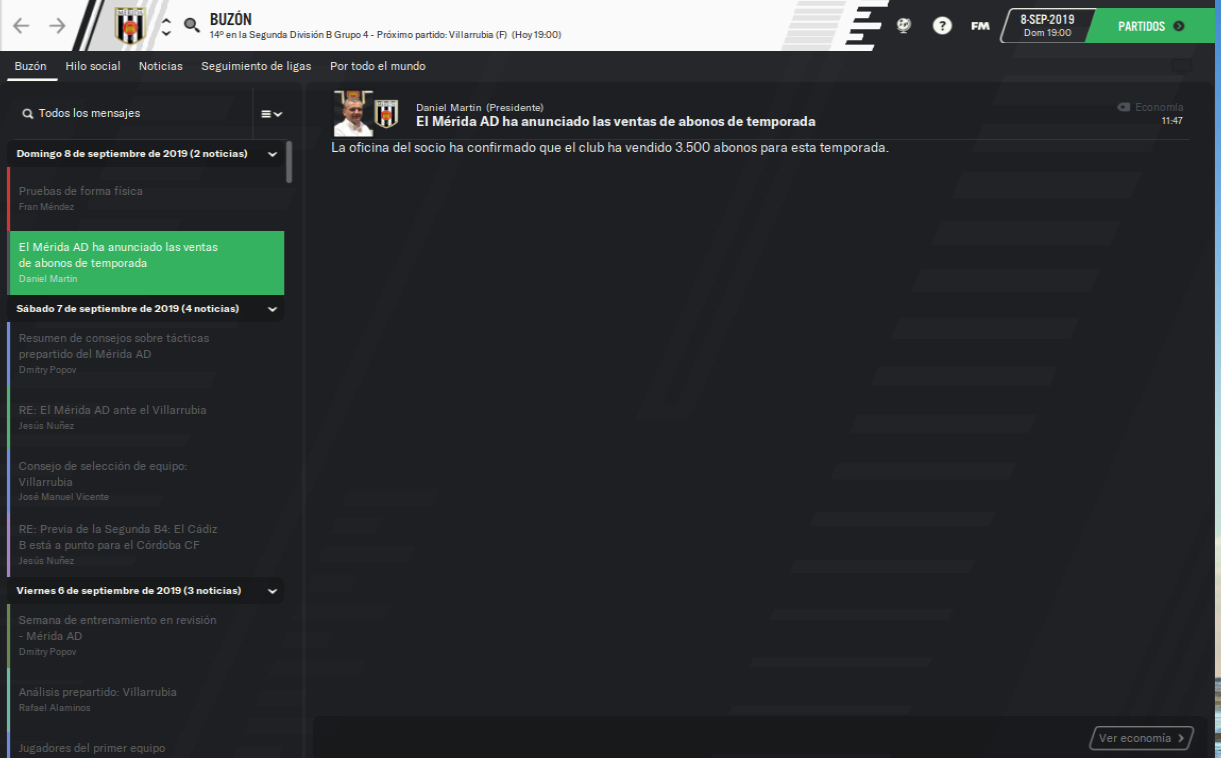 BUZÓN
14º en la Segunda División B Grupo 4 - Próximo partido: Villarrubia (F) (Hoy 19:00)
?
FM
8-SEP-2019
Dom 19:00
PARTIDOS
Buzón
Hilo social
Noticias
Seguimiento de ligas
Por todo el mundo
Todos los mensajes
Domingo 8 de septiembre de 2019 (2 noticias)
Pruebas de forma física
Fran Méndez
El Mérida AD ha anunciado las ventas
de abonos de temporada
Daniel Martin
Sábado 7 de septiembre de 2019 (4 noticias)
Resumen de consejos sobre tácticas
prepartido del Mérida AD
Dmitry Popov
RE: El Mérida AD ante el Villarrubia
Jesús Nuñez
Consejo de selección de equipo:
Villarrubia
José Manuel Vicente
RE: Previa de la Segunda B4: El Cádiz
B está a punto para el Córdoba CF
Jesús Nuñez
Viernes 6 de septiembre de 2019 (3 noticias)
Semana de entrenamiento en revisión
- Mérida AD
Dmitry Popov
Análisis prepartido: Villarrubia
Rafael Alaminos
Jugadores del primer equipo
Daniel Martin (Presidente)
El Mérida AD ha anunciado las ventas de abonos de temporada
Economía
11:47
La oficina del socio ha confirmado que el club ha vendido 3.500 abonos para esta temporada.
Ver economía